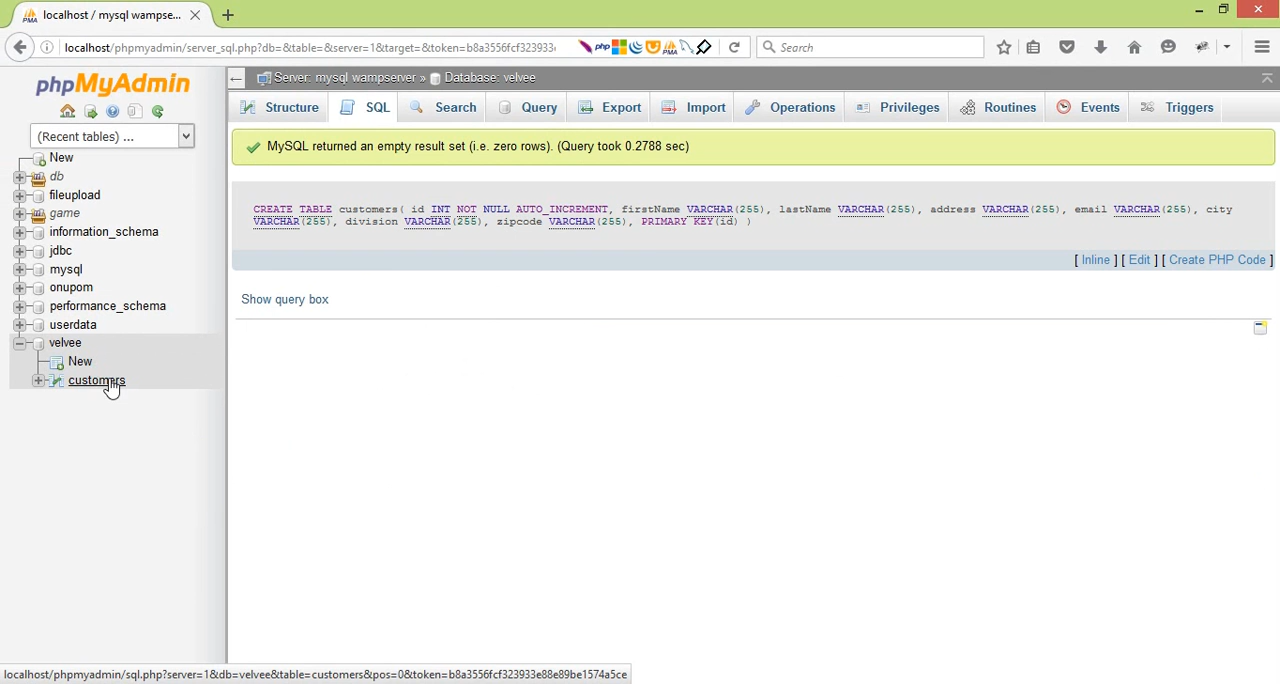 localhost / mysql wampse...
localhost/phpmyadmin/server_sql.php?db=&table=&server=1&target=&token=b8a3556fcf323933
Search
phpMyAdmin
(Recent tables) ...
New
db
fileupload
game
information_schema
jdbc
mysql
onupom
performance_schema
userdata
velvee
New
customers
Server: mysql wampserver » Database: velvee
Structure SQL Search Query Export Import Operations Privileges Routines Events Triggers
MySQL returned an empty result set (i.e. zero rows). (Query took 0.2788 sec)
CREATE TABLE customers( id INT NOT NULL AUTO_INCREMENT, firstName VARCHAR(255), lastName VARCHAR(255), address VARCHAR(255), email VARCHAR(255), city
VARCHAR(255), division VARCHAR(255), zipcode VARCHAR(255), PRIMARY KEY(id) )
[ Inline ] [ Edit ] [ Create PHP Code ]
Show query box
localhost/phpmyadmin/sql.php?server=1&db=velvee&table=customers&pos=0&token=b8a3556fcf323933e88e89be1574a5ce